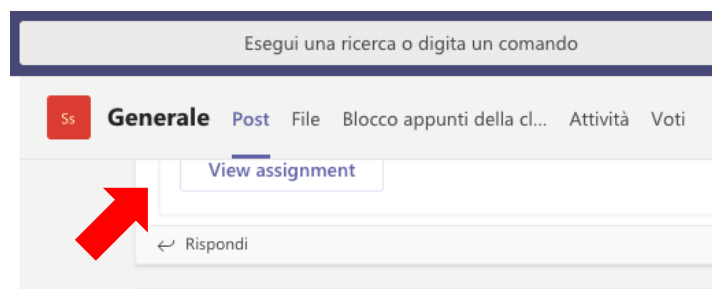 Esegui una ricerca o digita un comando
Ss Generale Post File Blocco appunti della cl... Attività Voti
View assignment
Rispondi